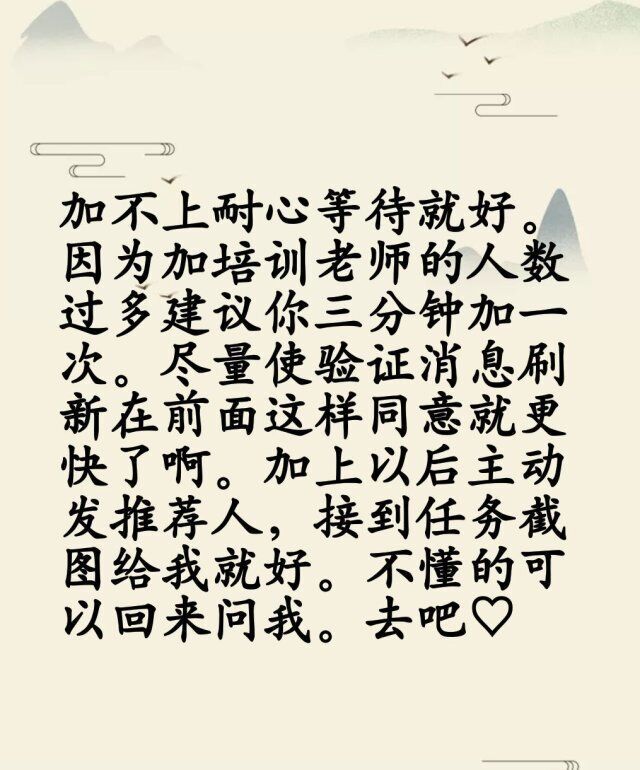 加不上耐心等待就好。
因为加培训老师的人数
过多建议你三分钟加一
次。尽量使验证消息刷
新在前面这样同意就更
快了啊。加上以后主动
发推荐人，接到任务截
图给我就好。不懂的可
以回来问我。去吧♡